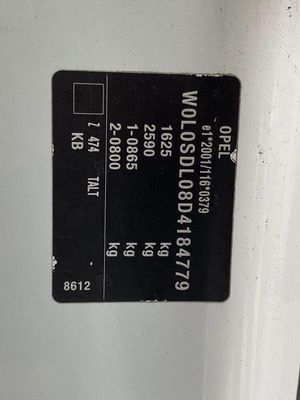 OPEL
e1*2001/116*0379
W0L0SDL08D4184779
1625 kg
2590 kg
1-0865 kg
2-0800 kg
Z 474 TALT
KB
8612